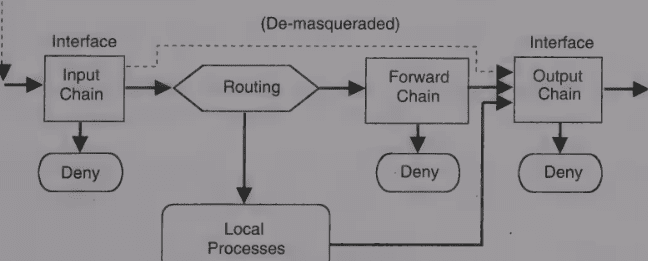 (De-masqueraded)
Interface
Interface
Input
Chain
Routing
Forward
Chain
Output
Chain
Deny
Deny
Deny
Local
Processes